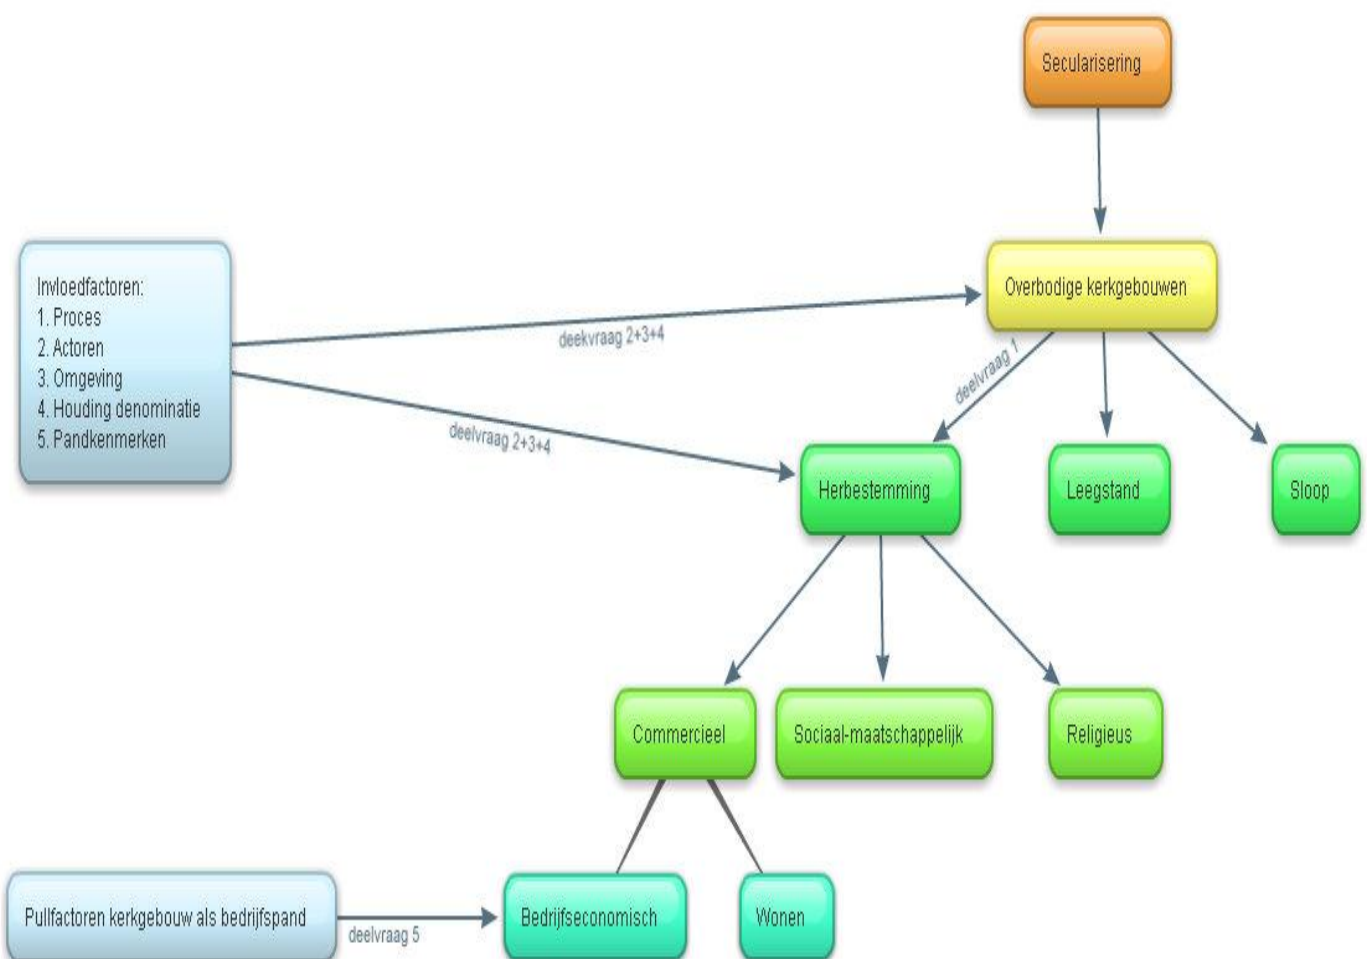 Secularisering
Overbodige kerkgebouwen
Invloedfactoren:
1. Proces
2. Actoren
3. Omgeving
4. Houding denominatie
5. Pandkenmerken
deekvraag 2+3+4
deelvraag 1
deelvraag 2+3+4
Herbestemming
Leegstand
Sloop
Commercieel
Sociaal-maatschappelijk
Religieus
Pullfactoren kerkgebouw als bedrijfspand
deelvraag 5
Bedrijfseconomisch
Wonen